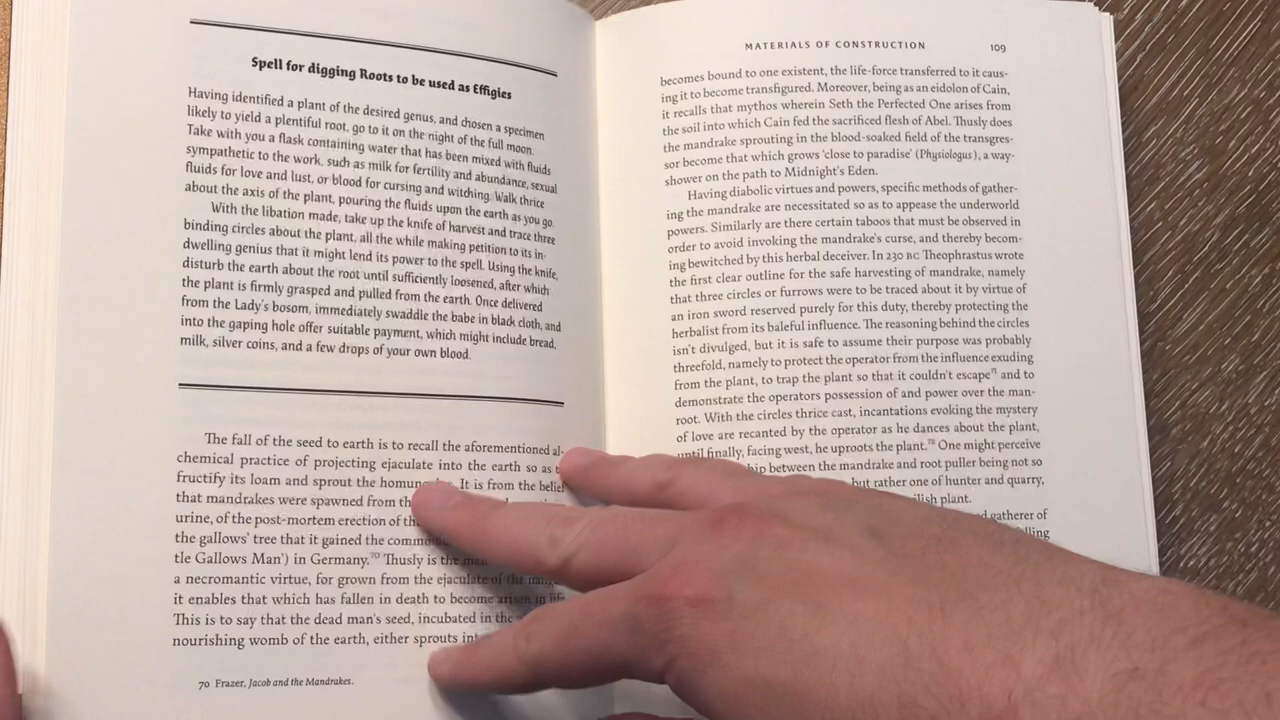 Spell for digging Roots to be used as Effigies
Having identified a plant of the desired genus, and chosen a specimen
likely to yield a plentiful root, go to it on the night of the full moon.
Take with you a flask containing water that has been mixed with fluids
sympathetic to the work, such as milk for fertility and abundance, sexual
fluids for love and lust, or blood for cursing and witching. Walk thrice
about the axis of the plant, pouring the fluids upon the earth as you go.
With the libation made, take up the knife of harvest and trace three
binding circles about the plant, all the while making petition to its in-
dwelling genius that it might lend its power to the spell. Using the knife,
disturb the earth about the root until sufficiently loosened, after which
the plant is firmly grasped and pulled from the earth. Once delivered
from the Lady's bosom, immediately swaddle the babe in black cloth, and
into the gaping hole offer suitable payment, which might include bread,
milk, silver coins, and a few drops of your own blood.
The fall of the seed to earth is to recall the aforementioned al-
chemical practice of projecting ejaculate into the earth so as
fructify its loam and sprout the It is from the belief
that mandrakes were spawned from
urine, of the post-mortem erection of
the gallows' tree that it gained the
tle Gallows Man') in Germany.⁷⁰ Thusly is the
a necromantic virtue, for grown from the ejaculate of the
it enables that which has fallen in death to become arisen in
This is to say that the dead man's seed, incubated in the
nourishing womb of the earth, either sprouts
70 Frazer, Jacob and the Mandrakes.
MATERIALS OF CONSTRUCTION 109
becomes bound to one existent, the life-force transferred to it caus-
ing it to become transfigured. Moreover, being as an eidolon of Cain,
it recalls that mythos wherein Seth the Perfected One arises from
the soil into which Cain fed the sacrificed flesh of Abel. Thusly does
the mandrake sprouting in the blood-soaked field of the transgres-
sor become that which grows 'close to paradise' (Physiologus), a way-
shower on the path to Midnight's Eden.
Having diabolic virtues and powers, specific methods of gather-
ing the mandrake are necessitated so as to appease the underworld
powers. Similarly are there certain taboos that must be observed in
order to avoid invoking the mandrake's curse, and thereby becom-
ing bewitched by this herbal deceiver. In 230 BC Theophrastus wrote
the first clear outline for the safe harvesting of mandrake, namely
that three circles or furrows were to be traced about it by virtue of
an iron sword reserved purely for this duty, thereby protecting the
herbalist from its baleful influence. The reasoning behind the circles
isn't divulged, but it is safe to assume their purpose was probably
threefold, namely to protect the operator from the influence exuding
from the plant, to trap the plant so that it couldn't escape⁷¹ and to
demonstrate the operators possession of and power over the man-
root. With the circles thrice cast, incantations evoking the mystery
of love are recanted by the operator as he dances about the plant,
until finally, facing west, he uproots the plant.⁷² One might perceive
between the mandrake and root puller being not so
but rather one of hunter and quarry,
plant.
gatherer of